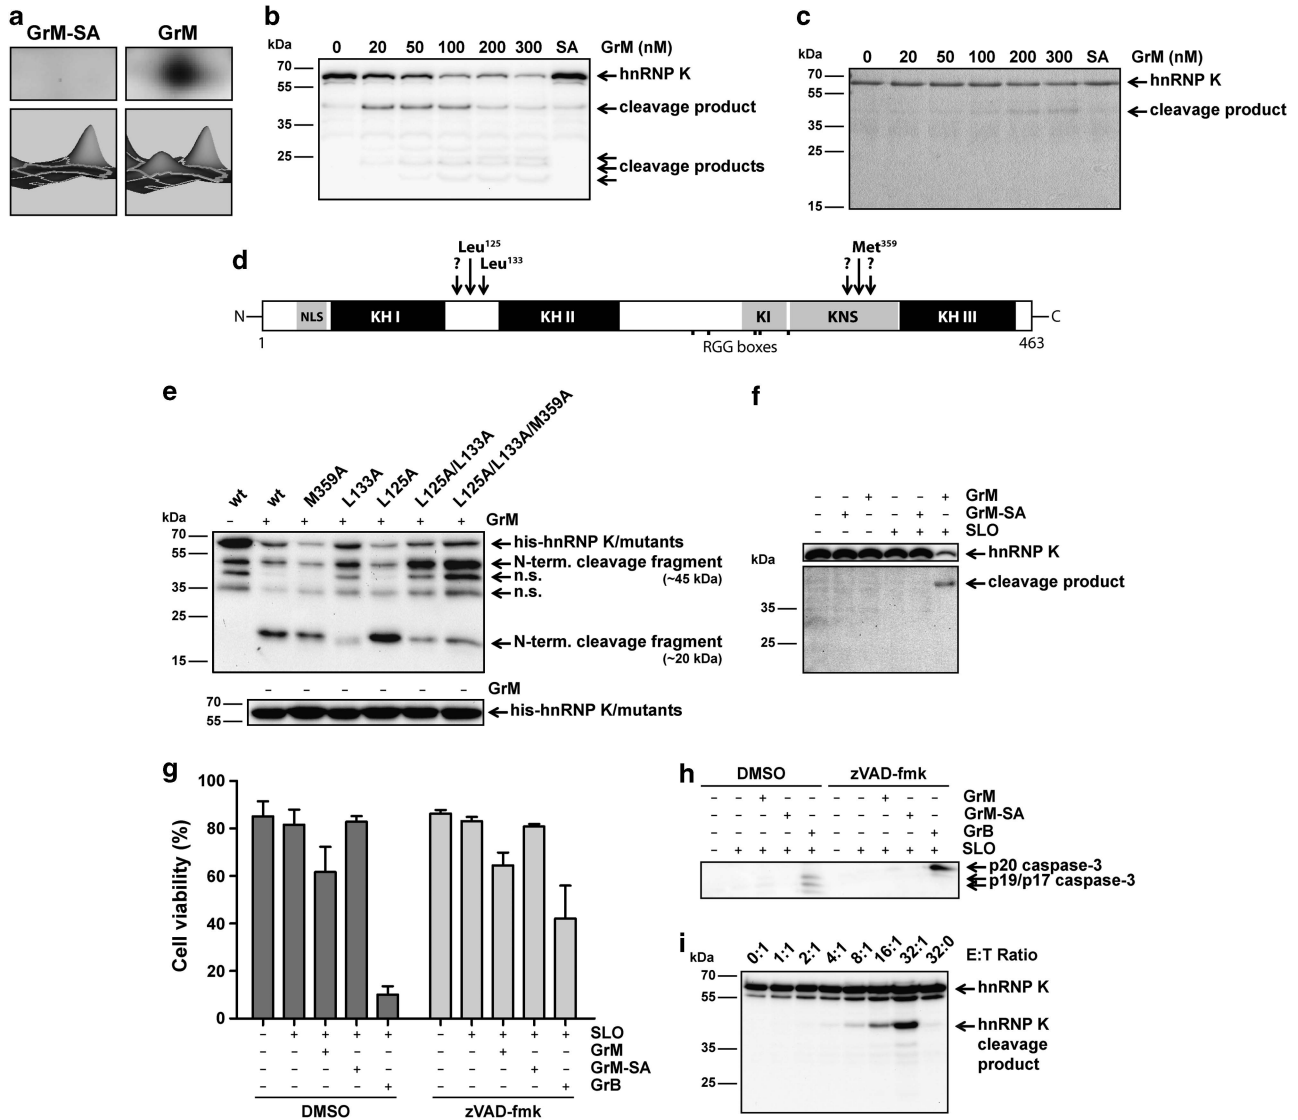 a
GrM-SA GrM
b
kDa 0 20 50 100 200 300 SA GrM (nM)
70
55
35
25
hnRNP K
cleavage product
cleavage products
c
kDa 0 20 50 100 200 300 SA GrM (nM)
70
55
35
25
15
hnRNP K
cleavage product
d
Leu125
? Leu133
Met359
? ?
N NLS KH I KH II KI KNS KH III C
1 RGG boxes 463
e
wt wt M359A L133A L125A L125A/L133A L125A/L133A/M359A
kDa – + + + + + + GrM
70
55
35
25
15
his-hnRNP K/mutants
N-term. cleavage fragment
(~45 kDa)
n.s.
n.s.
N-term. cleavage fragment
(~20 kDa)
– – – – – – GrM
70
55
his-hnRNP K/mutants
f
– – + – – + GrM
– + – – + – GrM-SA
– – – + + + SLO
hnRNP K
kDa
cleavage product
35
25
g
Cell viability (%)
100
80
60
40
20
0
– + + + + – + + + + SLO
– – + – – – – + – – GrM
– – – + – – – – + – GrM-SA
– – – – + – – – – + GrB
DMSO zVAD-fmk
h
DMSO zVAD-fmk
– – + – – – – + – – GrM
– – – + – – – – + – GrM-SA
– – – – + – – – – + GrB
– + + + + – + + + + SLO
p20 caspase-3
p19/p17 caspase-3
i
kDa 0:1 1:1 2:1 4:1 8:1 16:1 32:1 32:0 E:T Ratio
70
55
35
25
hnRNP K
hnRNP K
cleavage
product